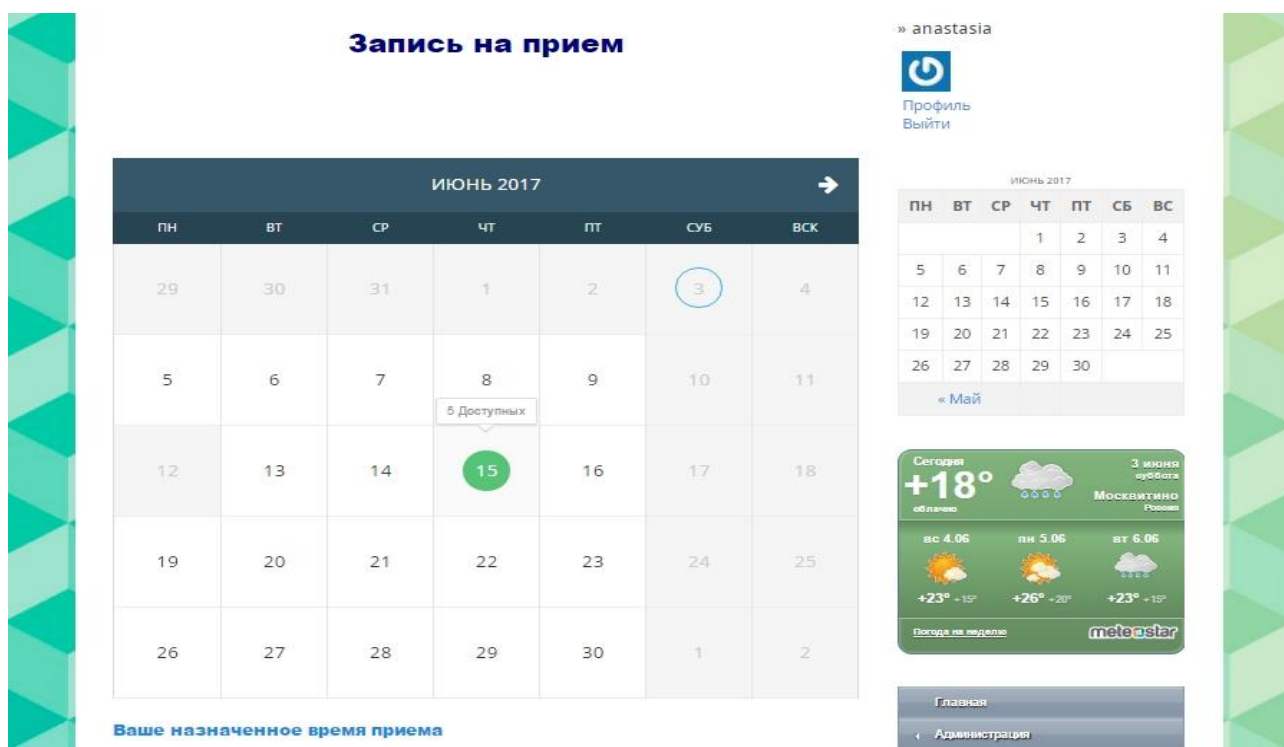 Запись на прием
ИЮНЬ 2017
ПН ВТ СР ЧТ ПТ СУБ ВСК
29 30 31 1 2 3 4
5 6 7 8 9 10 11
5 Доступных
12 13 14 15 16 17 18
19 20 21 22 23 24 25
26 27 28 29 30 1 2
Ваше назначенное время приема
» anastasia
Профиль
Выйти
ИЮНЬ 2017
ПН ВТ СР ЧТ ПТ СБ ВС
1 2 3 4
5 6 7 8 9 10 11
12 13 14 15 16 17 18
19 20 21 22 23 24 25
26 27 28 29 30
« Май
Сегодня
+18°
облачно
3 июня
суббота
Москвитино
Россия
вс 4.06 пн 5.06 вт 6.06
+23° +15° +26° +20° +23° +15°
Погода на неделю
meteostar
Главная
Администрация